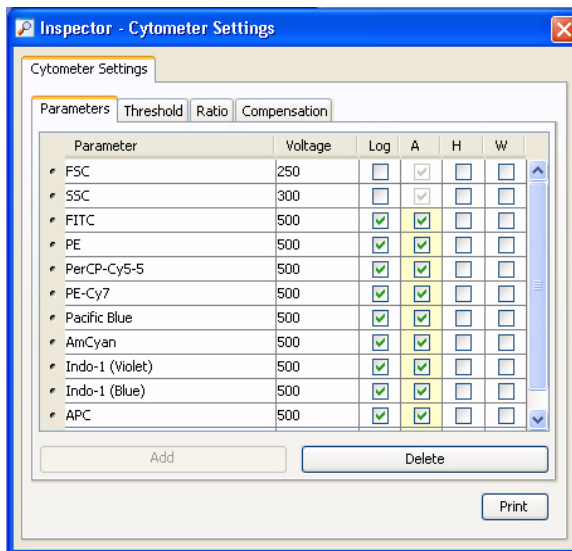 Inspector - Cytometer Settings
Cytometer Settings
Parameters Threshold Ratio Compensation
Parameter Voltage Log A H W
FSC 250
SSC 300
FITC 500
PE 500
PerCP-Cy5-5 500
PE-Cy7 500
Pacific Blue 500
AmCyan 500
Indo-1 (Violet) 500
Indo-1 (Blue) 500
APC 500
Add Delete
Print